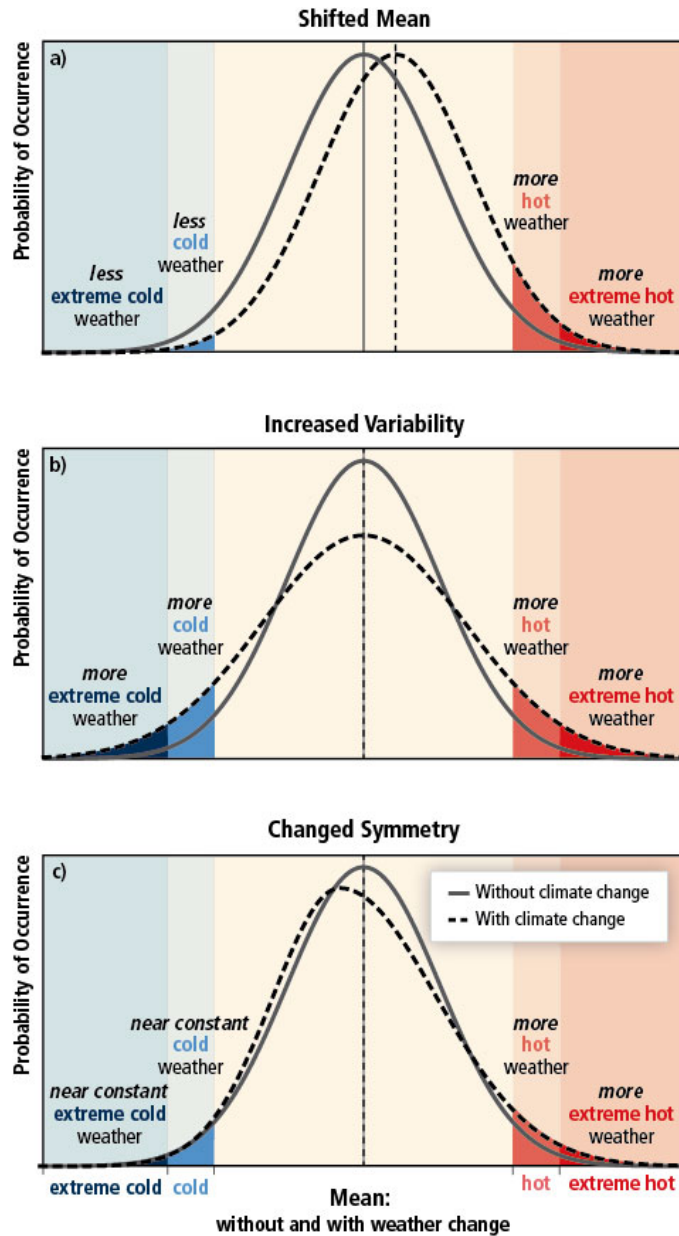 Shifted Mean
a)
Probability of Occurrence
less
cold
weather
less
extreme cold
weather
more
hot
weather
more
extreme hot
weather
Increased Variability
b)
Probability of Occurrence
more
cold
weather
more
extreme cold
weather
more
hot
weather
more
extreme hot
weather
Changed Symmetry
c)
Probability of Occurrence
Without climate change
With climate change
near constant
cold
weather
near constant
extreme cold
weather
more
hot
weather
more
extreme hot
weather
extreme cold
cold
Mean:
without and with weather change
hot
extreme hot